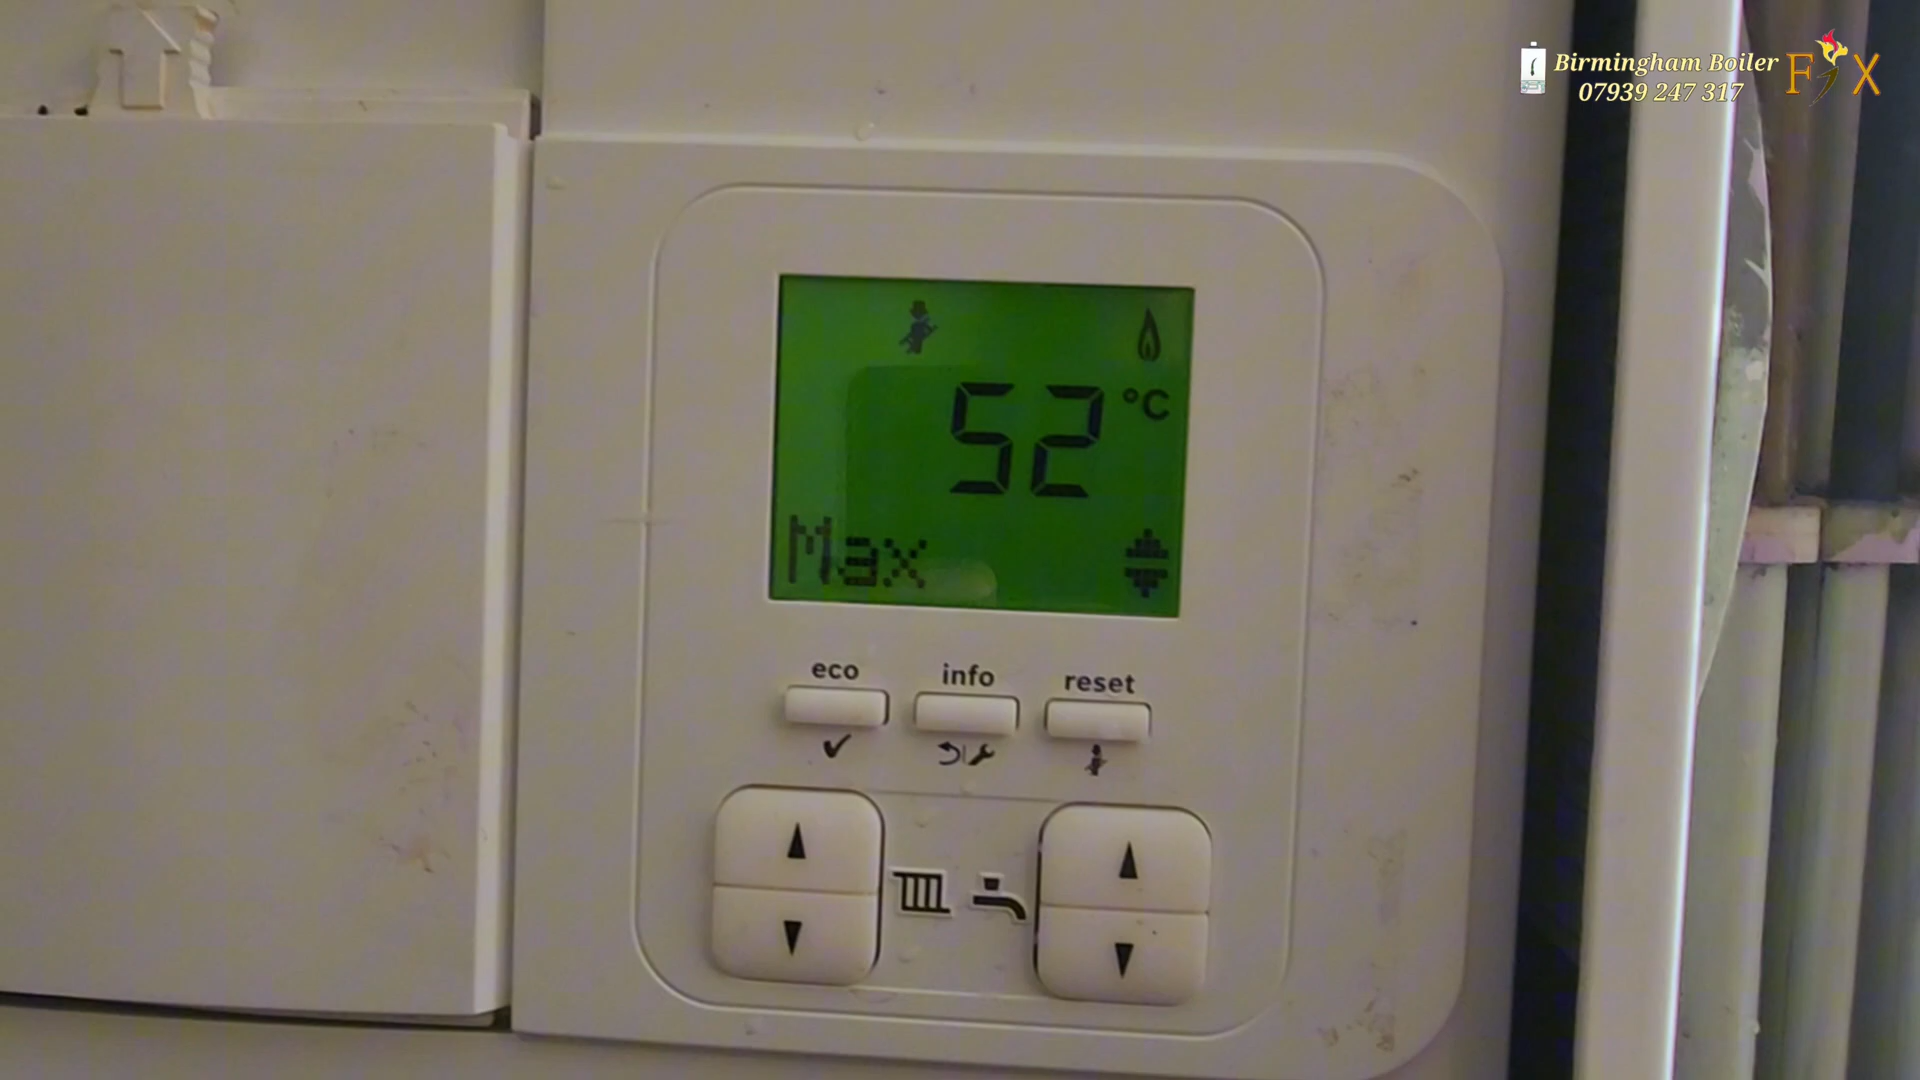 Birmingham Boiler
07939 247 317
FIX
52 °C
Max
eco info reset